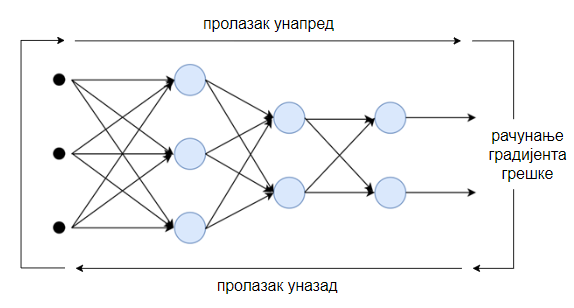 пролазак унапред
рачунање
градијента
грешке
пролазак уназад